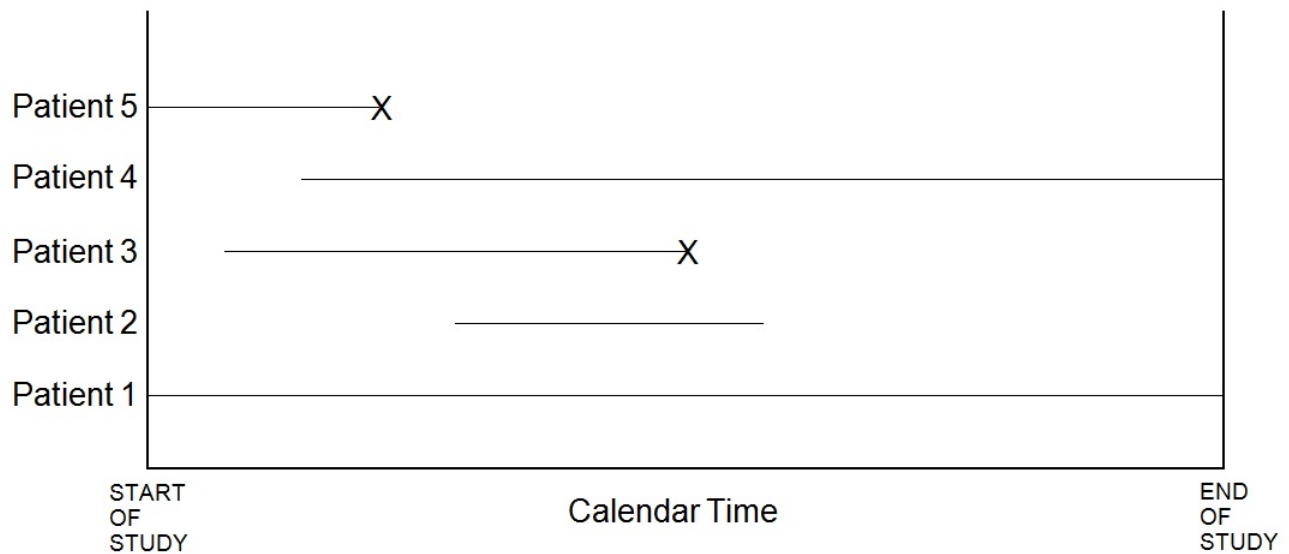 Patient 5
X
Patient 4
Patient 3
X
Patient 2
Patient 1
START
OF
STUDY
Calendar Time
END
OF
STUDY